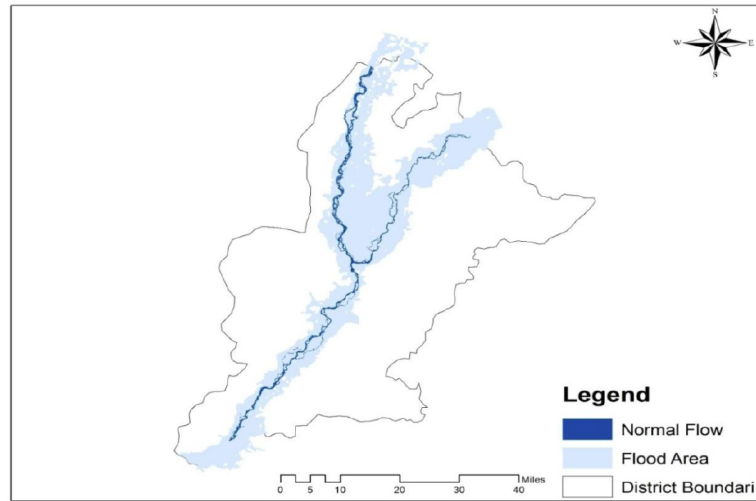 N
W E
S
Legend
Normal Flow
Flood Area
District Boundari
Miles
0 5 10 20 30 40